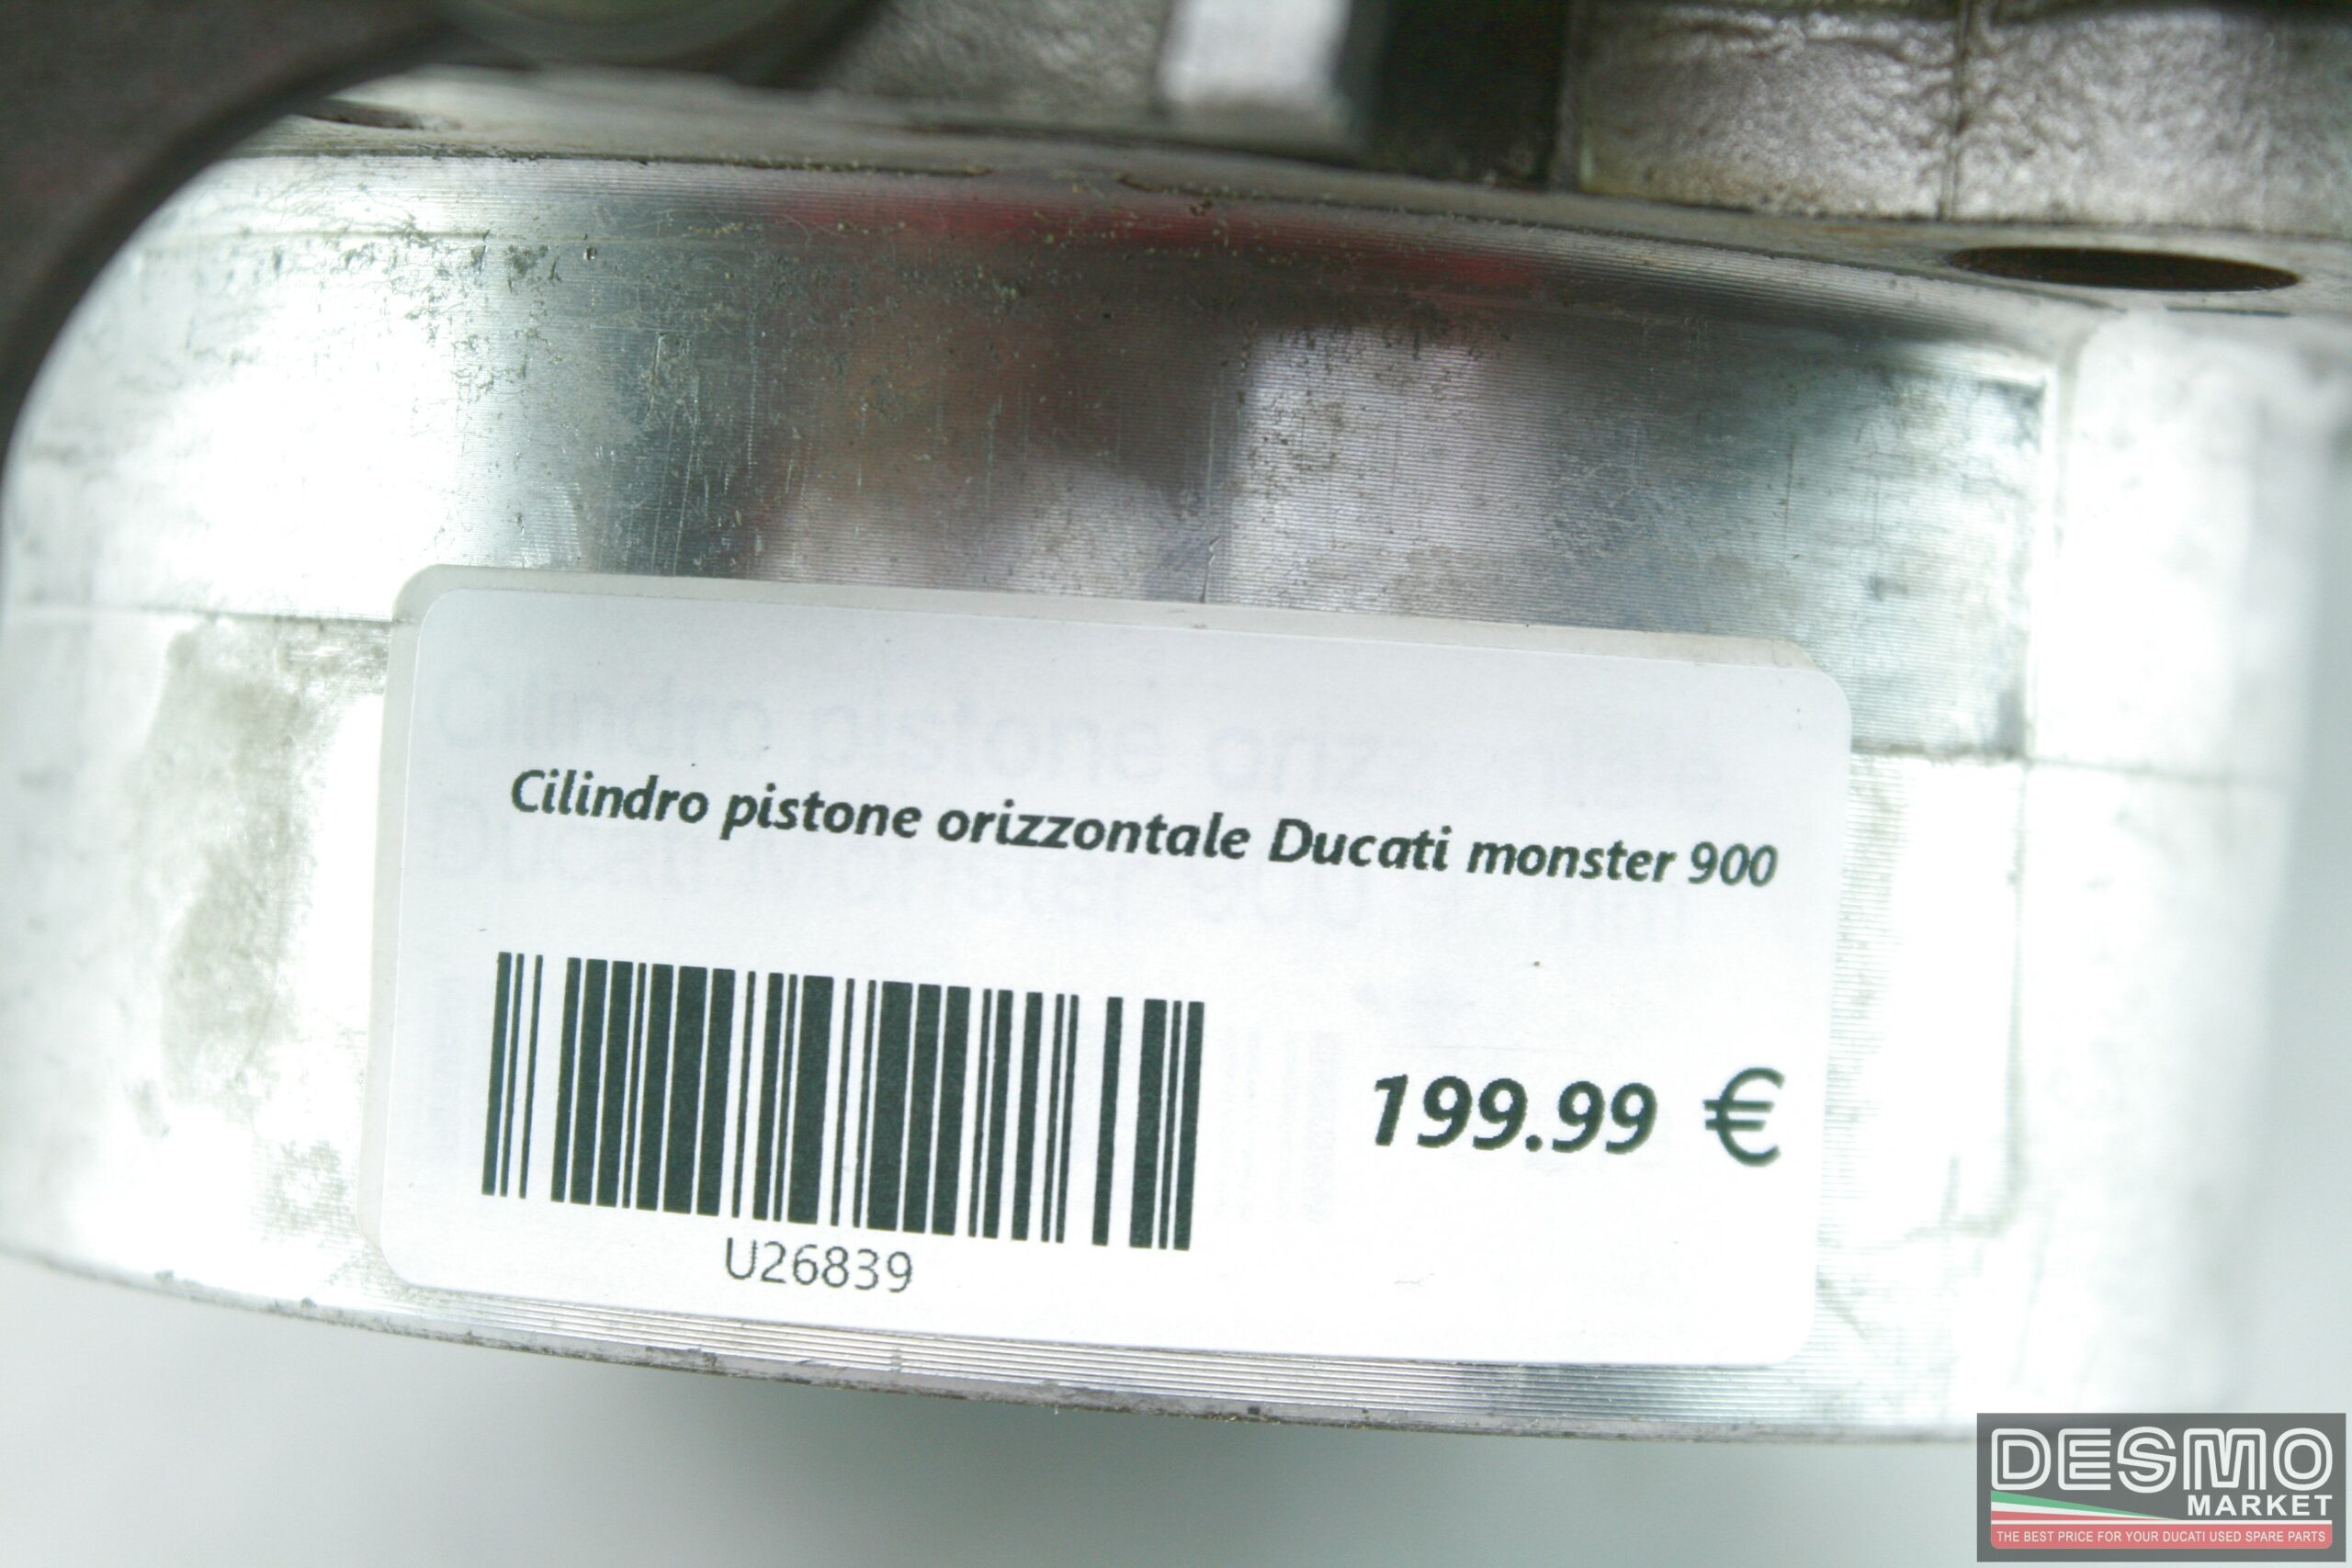 Cilindro pistone orizzontale Ducati monster 900
199.99 €
U26839
DESMO
MARKET
THE BEST PRICE FOR YOUR DUCATI USED SPARE PARTS